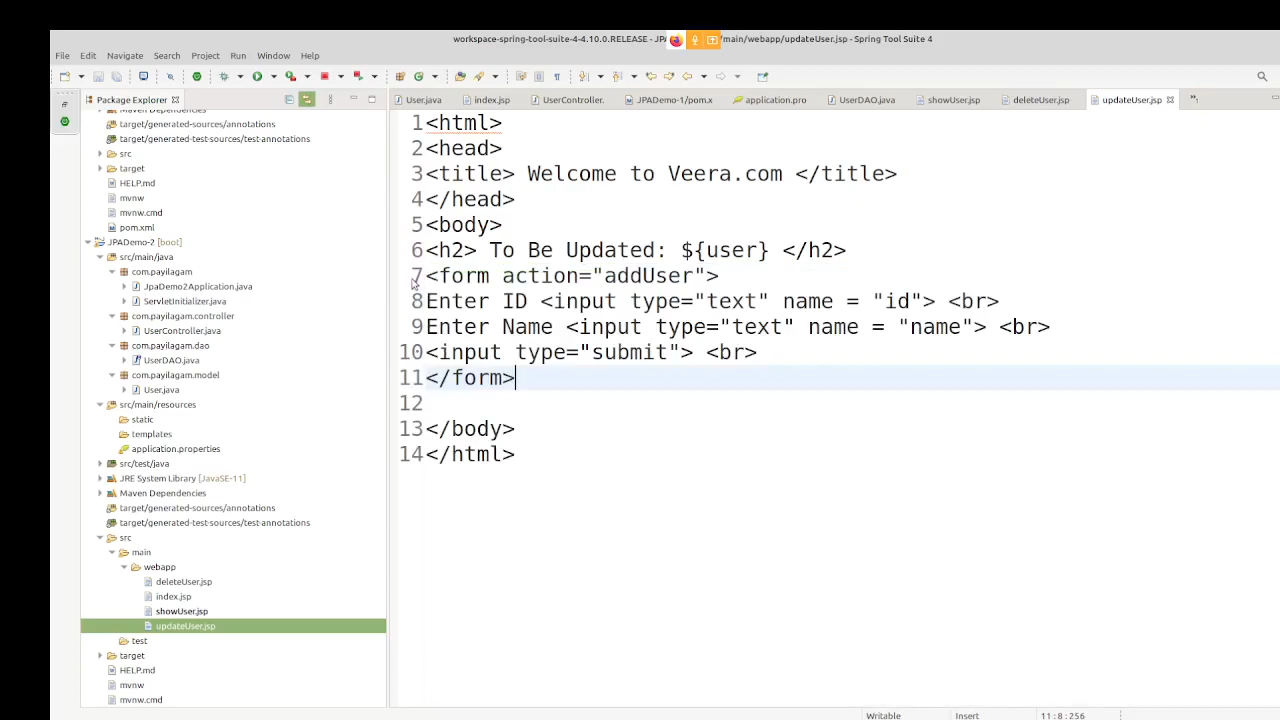 workspace-spring-tool-suite-4-4.10.0.RELEASE - JPA /main/webapp/updateUser.jsp - Spring Tool Suite 4
File Edit Navigate Search Project Run Window Help
Package Explorer
User.java index.jsp UserController. JPADemo-1/pom.x application.pro UserDAO.java showUser.jsp deleteUser.jsp updateUser.jsp
target/generated-sources/annotations
target/generated-test-sources/test-annotations
src
target
HELP.md
mvnw
mvnw.cmd
pom.xml
JPADemo-2 [boot]
src/main/java
com.payilagam
JpaDemo2Application.java
ServletInitializer.java
com.payilagam.controller
UserController.java
com.payilagam.dao
UserDAO.java
com.payilagam.model
User.java
src/main/resources
static
templates
application.properties
src/test/java
JRE System Library [JavaSE-11]
Maven Dependencies
target/generated-sources/annotations
target/generated-test-sources/test-annotations
src
main
webapp
deleteUser.jsp
index.jsp
showUser.jsp
updateUser.jsp
test
target
HELP.md
mvnw
mvnw.cmd
1 <html>
2 <head>
3 <title> Welcome to Veera.com </title>
4 </head>
5 <body>
6 <h2> To Be Updated: ${user} </h2>
7 <form action="addUser">
8 Enter ID <input type="text" name = "id"> <br>
9 Enter Name <input type="text" name = "name"> <br>
10 <input type="submit"> <br>
11 </form>
12
13 </body>
14 </html>
Writable Insert 11:8:256